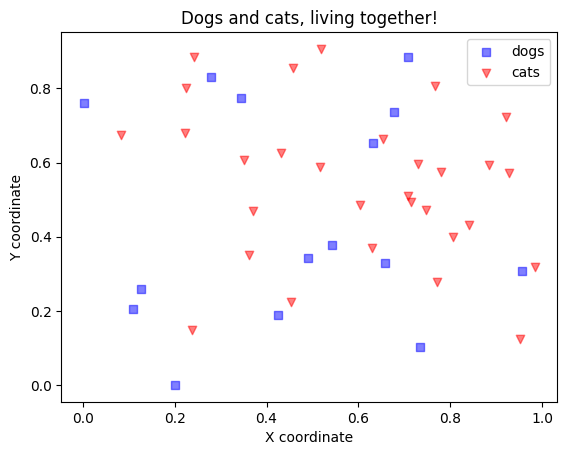 Dogs and cats, living together!
dogs
cats
Y coordinate
0.8
0.6
0.4
0.2
0.0
0.0 0.2 0.4 0.6 0.8 1.0
X coordinate